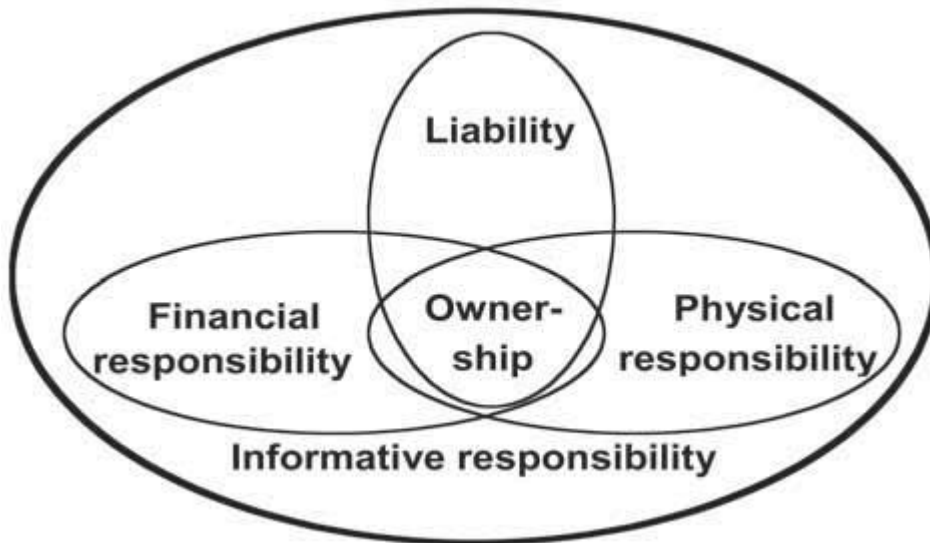 Liability
Financial
responsibility
Owner-
ship
Physical
responsibility
Informative responsibility